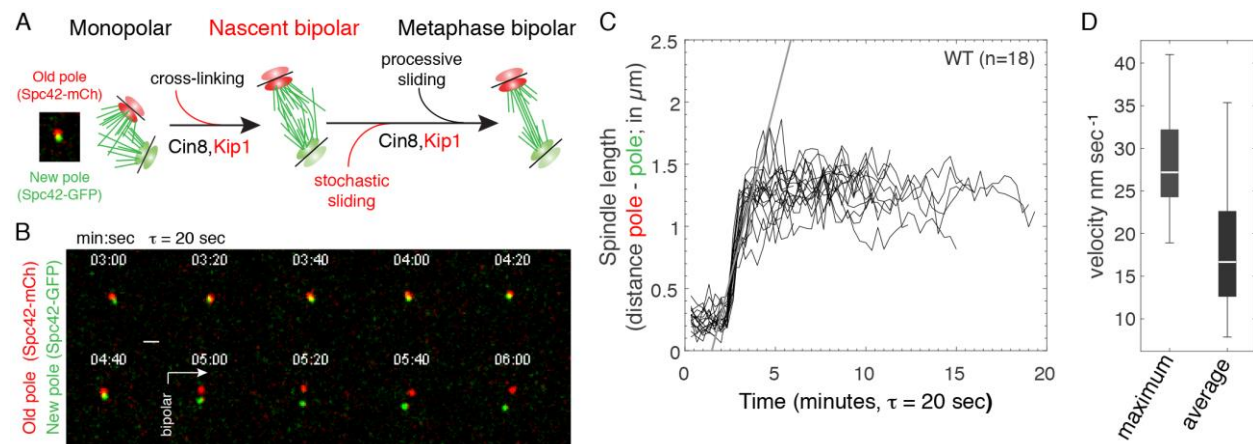 A
Monopolar
Nascent bipolar
Metaphase bipolar
Old pole
(Spc42-mCh)
New pole
(Spc42-GFP)
cross-linking
Cin8,Kip1
stochastic
sliding
processive
sliding
Cin8,Kip1
B
min:sec τ = 20 sec
Old pole (Spc42-mCh)
New pole (Spc42-GFP)
03:00 03:20 03:40 04:00 04:20
04:40 05:00 05:20 05:40 06:00
bipolar
C
WT (n=18)
Spindle length
(distance pole - pole; in μm)
2.5
2
1.5
1
0.5
0
0 5 10 15 20
Time (minutes, τ = 20 sec)
D
velocity nm sec⁻¹
40
35
30
25
20
15
10
maximum
average